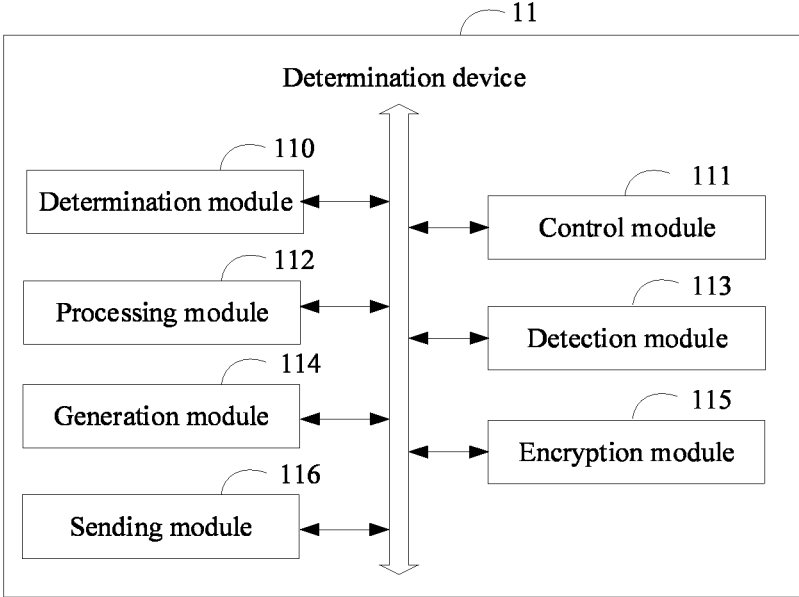 11
Determination device
110
Determination module
111
Control module
112
Processing module
113
Detection module
114
Generation module
115
Encryption module
116
Sending module